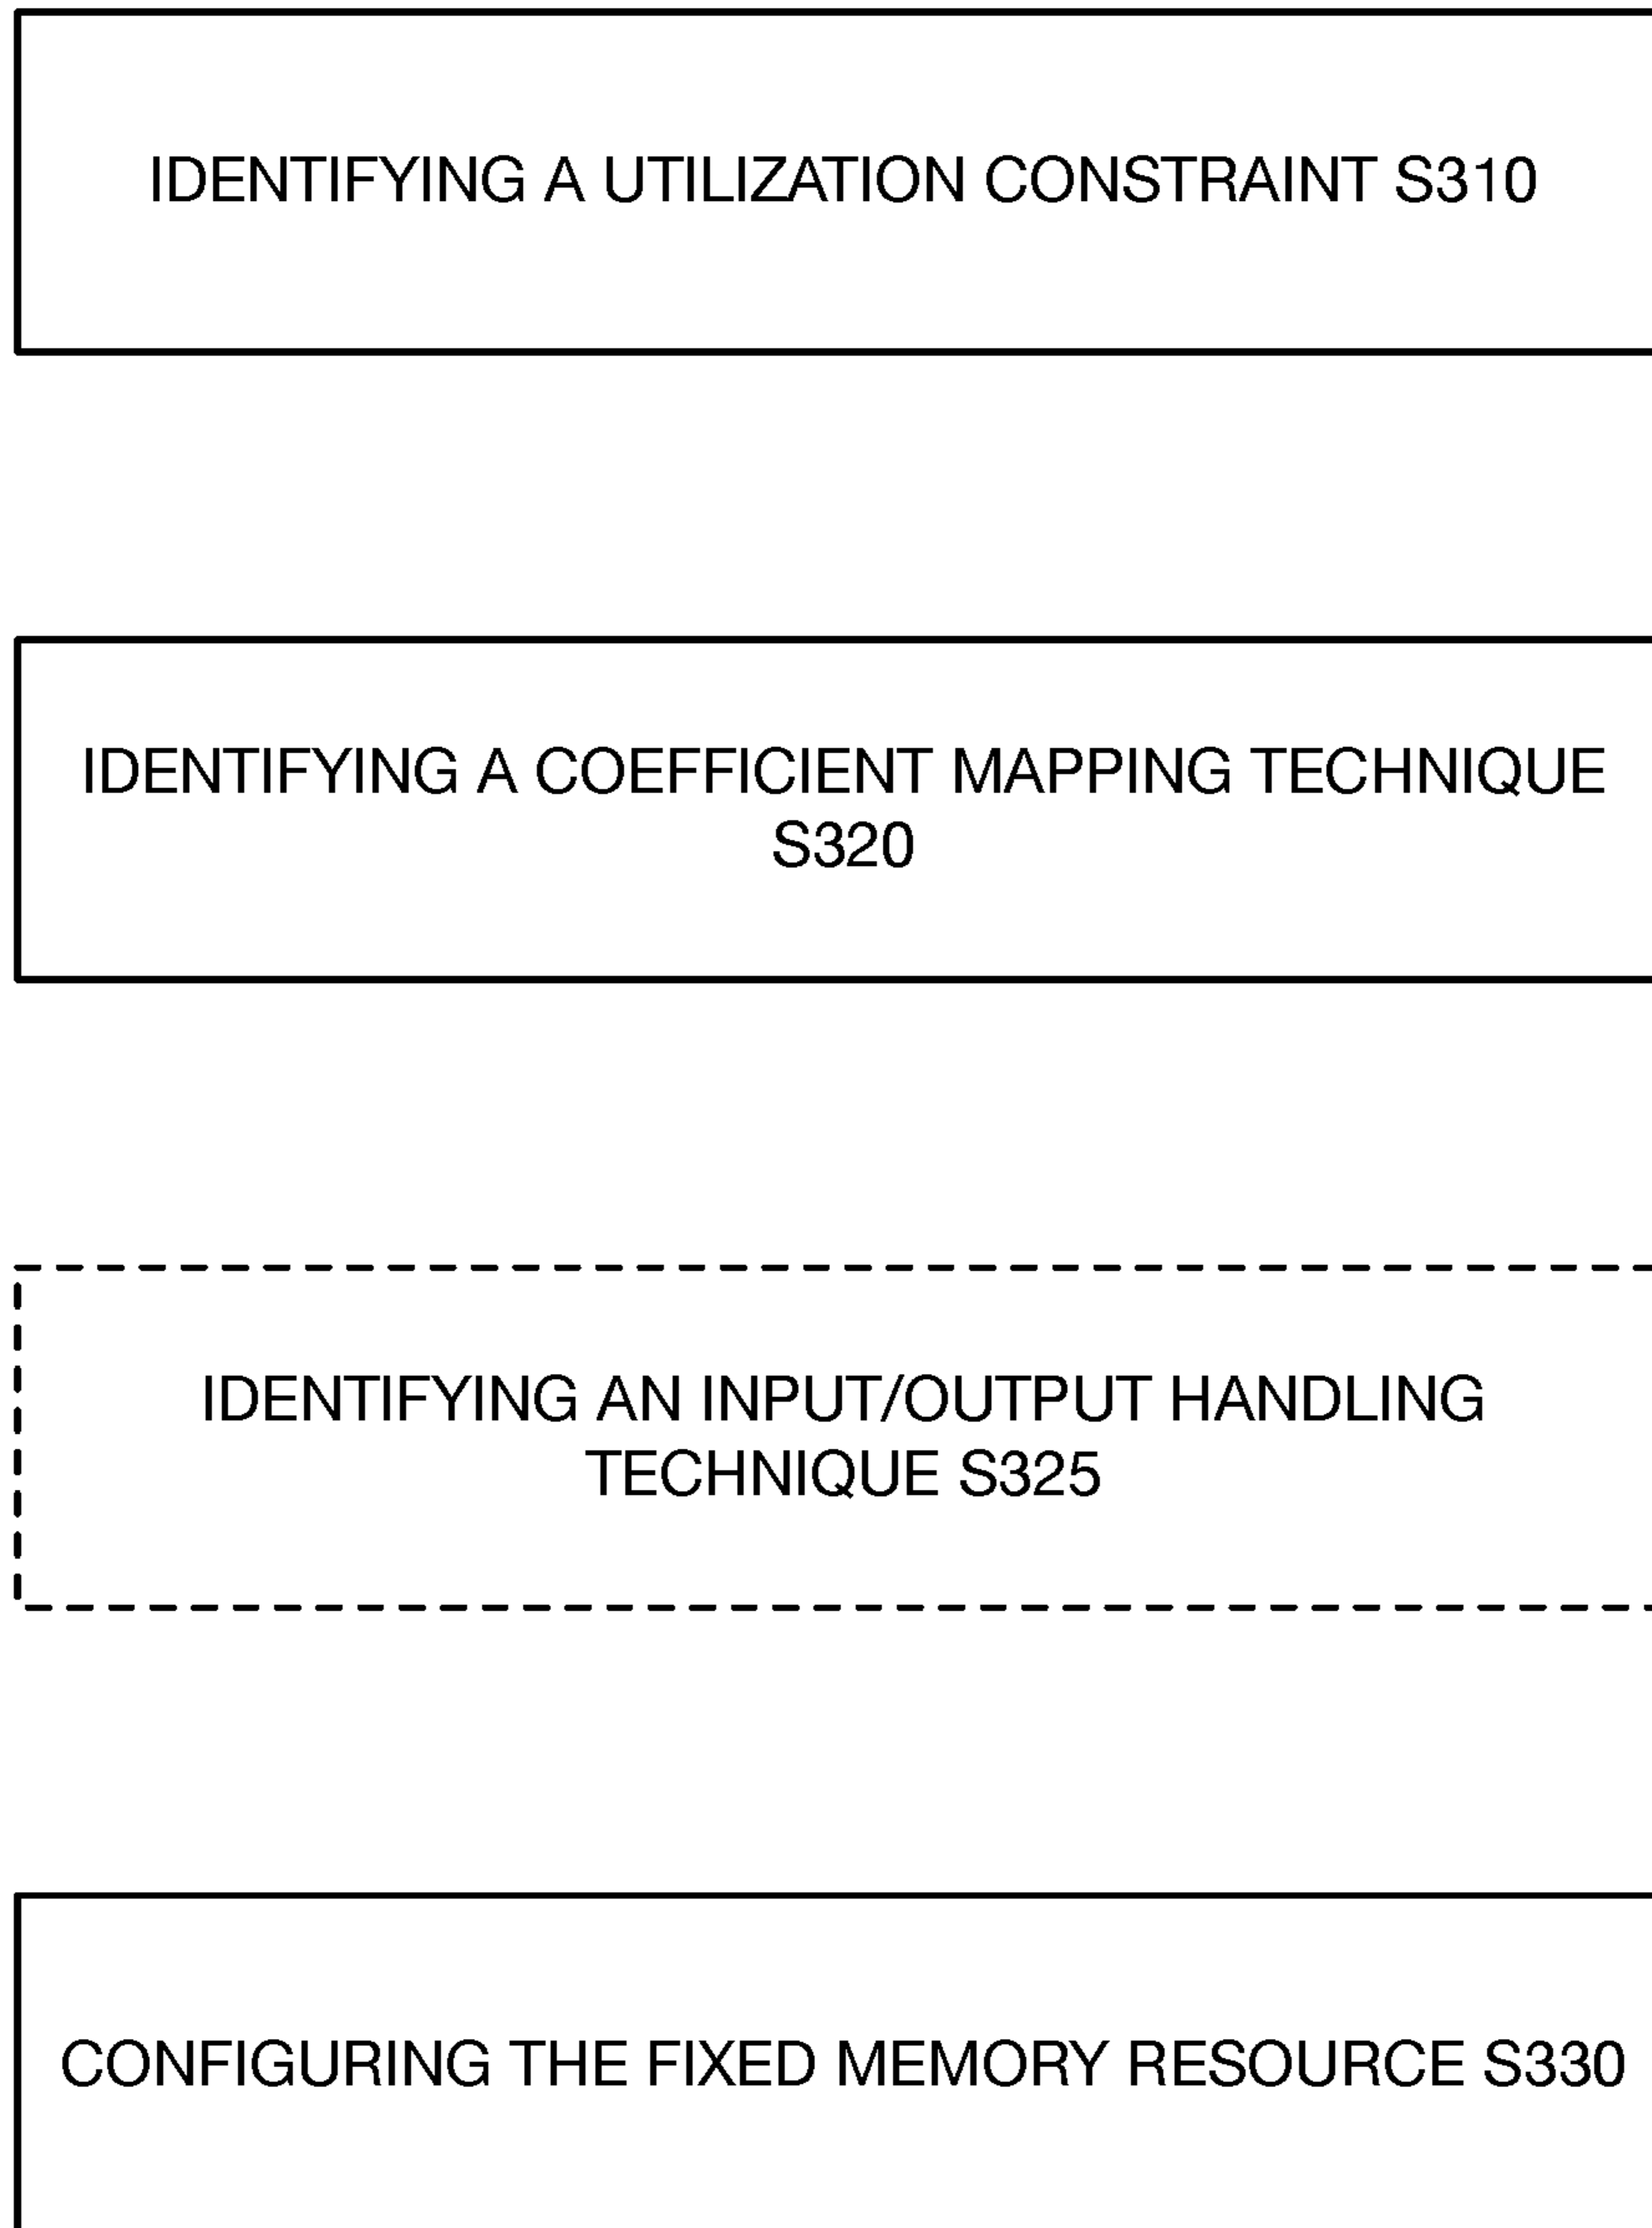 IDENTIFYING A UTILIZATION CONSTRAINT S310
IDENTIFYING A COEFFICIENT MAPPING TECHNIQUE
S320
IDENTIFYING AN INPUT/OUTPUT HANDLING
TECHNIQUE S325
CONFIGURING THE FIXED MEMORY RESOURCE S330